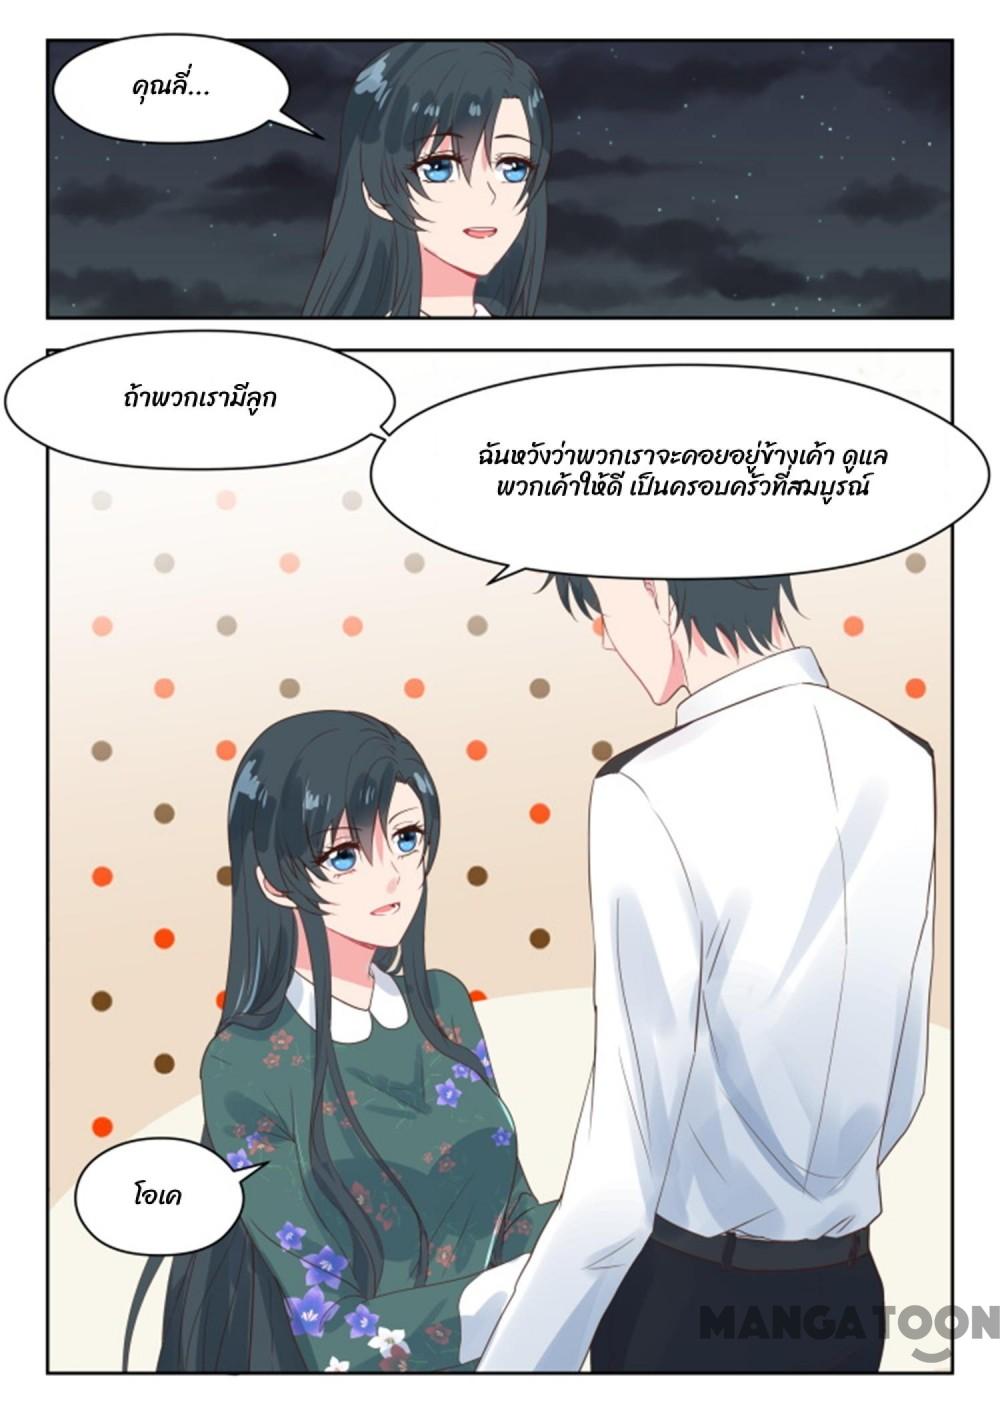 คุณลี่...
ถ้าพวกเรามีลูก
ฉันหวังว่าพวกเราจะคอยอยู่ข้างเค้า ดูแล
พวกเค้าให้ดี เป็นครอบครัวที่สมบูรณ์
โอเค
MANGATOON